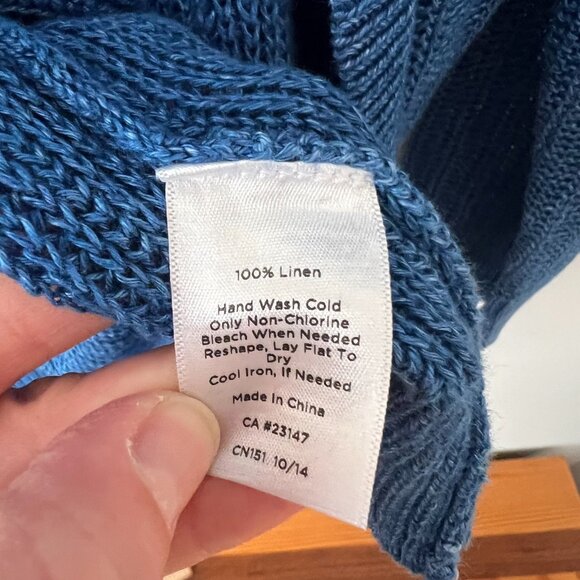 100% Linen
Hand Wash Cold
Only Non-Chlorine
Bleach When Needed
Reshape, Lay Flat To
Dry
Cool Iron, If Needed
Made In China
CA #23147
CN151 10/14